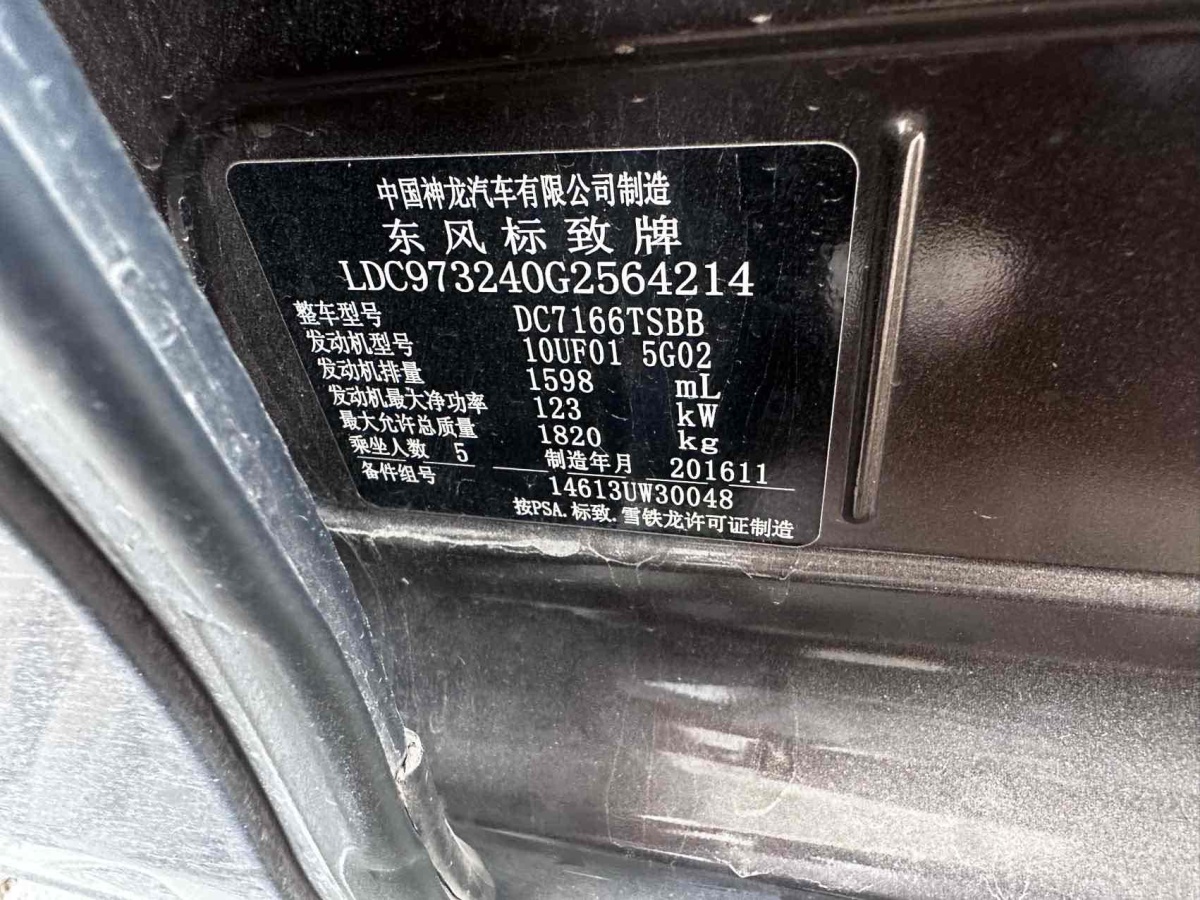 中国神龙汽车有限公司制造
东风标致牌
LDC973240G2564214
整车型号 DC7166TSBB
发动机型号 10UF01 5G02
发动机排量 1598 mL
发动机最大净功率 123 kW
最大允许总质量 1820 kg
乘坐人数 5 制造年月 201611
备件组号 14613UW30048
按PSA.标致.雪铁龙许可证制造